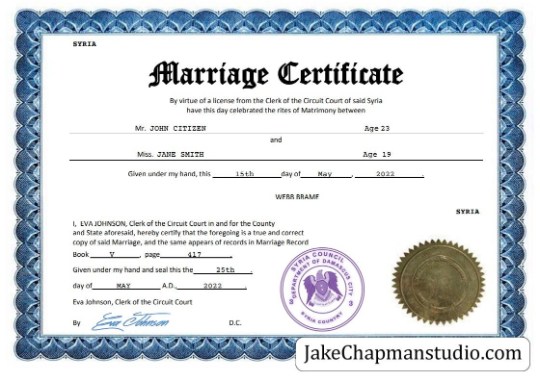 SYRIA
Marriage Certificate
By virtue of a license from the Clerk of the Circuit Court of said Syria
have this day celebrated the rites of Matrimony between
Mr. JOHN CITIZEN Age 23
and
Miss. JANE SMITH Age 19
Given under my hand, this 15th day of May, 2022.
WEBB BRAME
SYRIA
I, EVA JOHNSON, Clerk of the Circuit Court in and for the County
and State aforesaid, hereby certify that the foregoing is a true and correct
copy of said Marriage, and the same appears of records in Marriage Record
Book V, page 417.
Given under my hand and seal this the 25th.
day of MAY A.D., 2022.
Eva Johnson, Clerk of the Circuit Court
By Eva Johnson D.C.
SYRIA COUNCIL
DEPARTMENT OF DAMASCUS CITY
SYRIA COUNTRY
JakeChapmanstudio.com